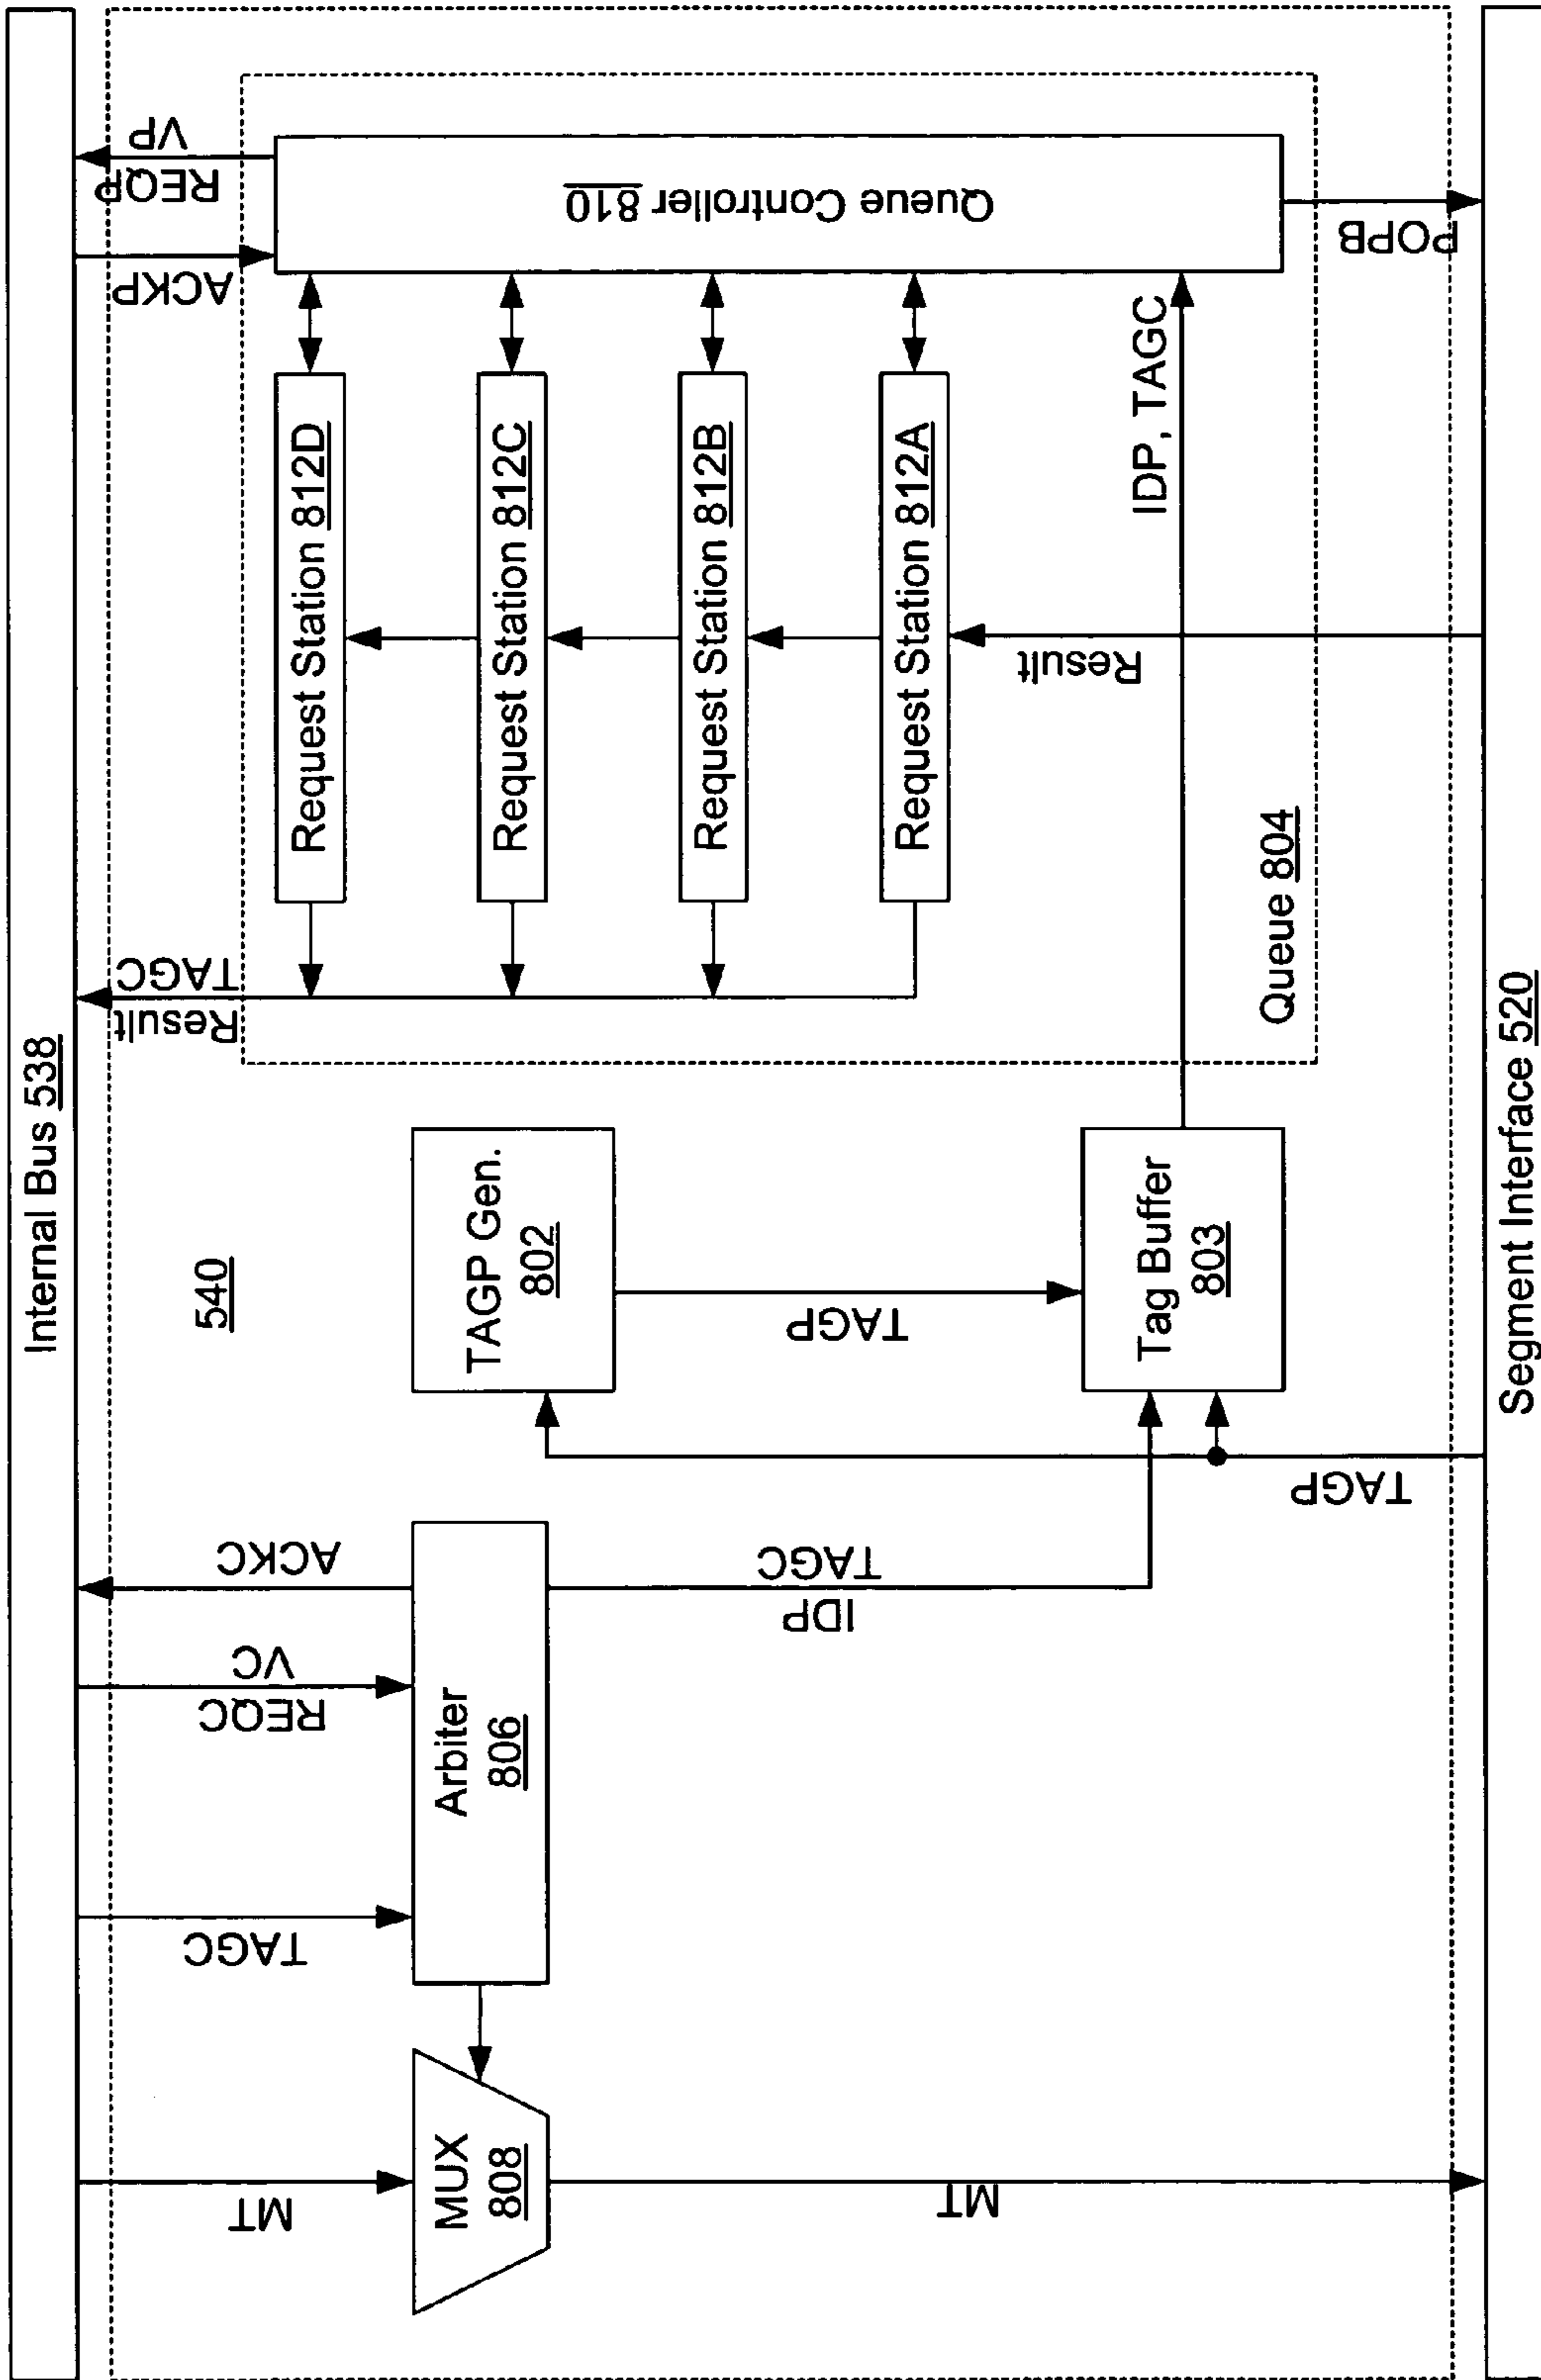 Internal Bus 538
540
MT
TAGC
REQC
VC
ACKC
Result
TAGC
ACKP
REQP
VP
MUX
808
Arbiter
806
IDP
TAGC
TAGP Gen.
802
TAGP
Request Station 812D
Request Station 812C
Request Station 812B
Request Station 812A
Queue Controller 810
MT
TAGP
Tag Buffer
803
IDP, TAGC
Result
Queue 804
POPB
Segment Interface 520